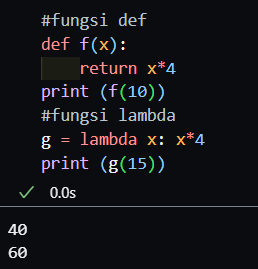 #fungsi def
def f(x):
    return x*4
print (f(10))
#fungsi lambda
g = lambda x: x*4
print (g(15))
0.0s
40
60